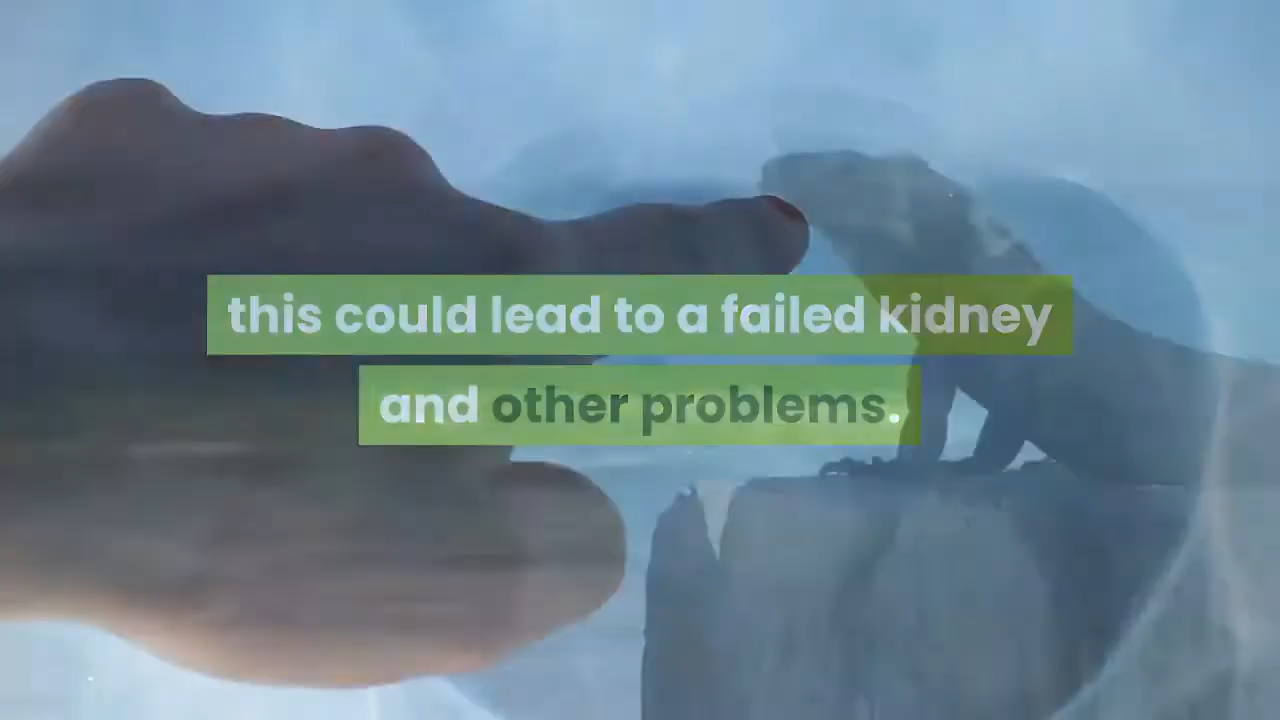 this could lead to a failed kidney
and other problems.